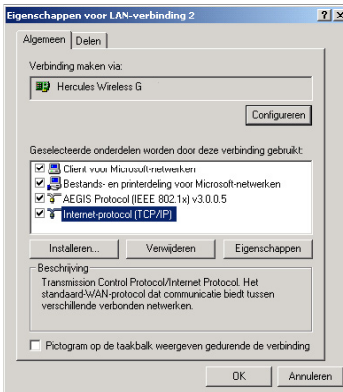 Eigenschappen voor LAN-verbinding 2
Algemeen Delen
Verbinding maken via:
Hercules Wireless G
Configureren
Geselecteerde onderdelen worden door deze verbinding gebruikt:
Client voor Microsoft-netwerken
Bestands- en printerdeling voor Microsoft-netwerken
AEGIS Protocol (IEEE 802.1x) v3.0.0.5
Internet-protocol (TCP/IP)
Installeren... Verwijderen Eigenschappen
Beschrijving
Transmission Control Protocol/Internet Protocol. Het
standaard-WAN-protocol dat communicatie biedt tussen
verschillende verbonden netwerken.
Pictogram op de taakbalk weergeven gedurende de verbinding
OK Annuleren